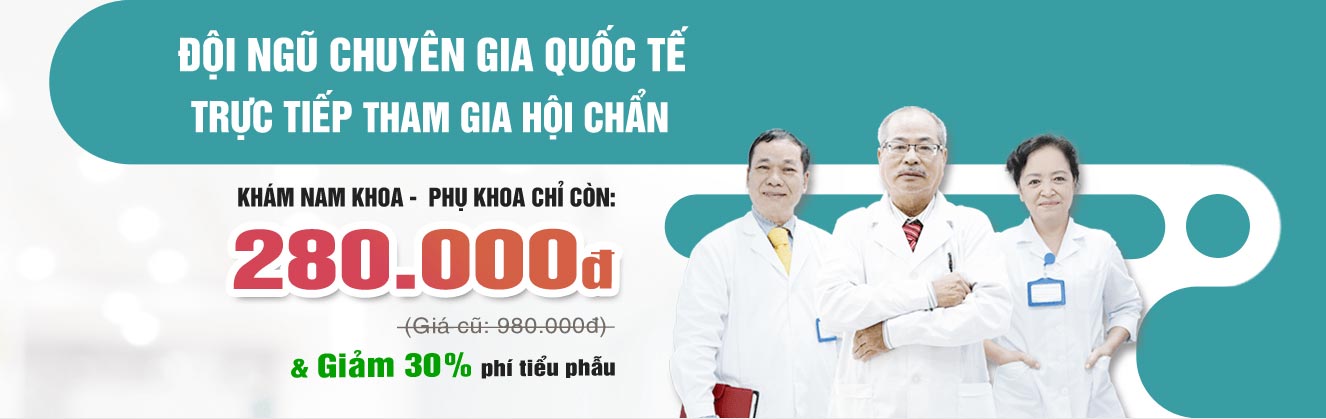 ĐỘI NGŨ CHUYÊN GIA QUỐC TẾ
TRỰC TIẾP THAM GIA HỘI CHẨN
KHÁM NAM KHOA - PHỤ KHOA CHỈ CÒN:
280.000đ
(Giá cũ: 980.000đ)
& Giảm 30% phí tiểu phẫu